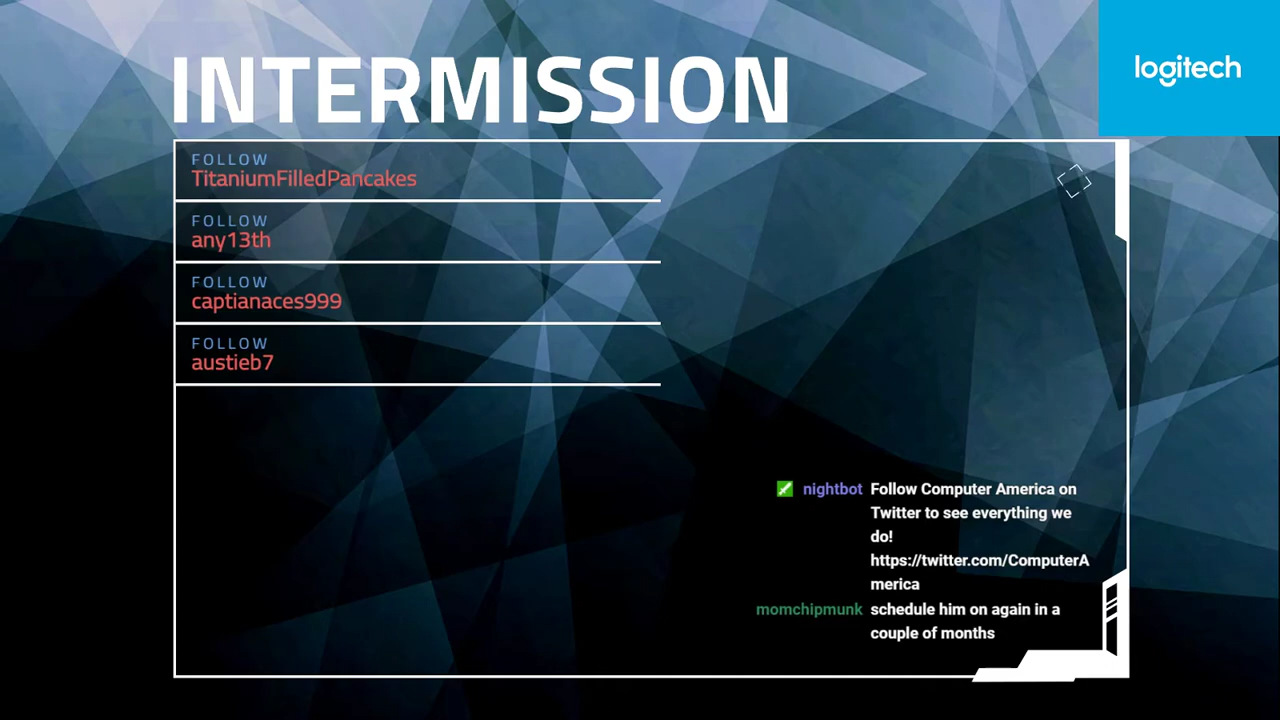 INTERMISSION
logitech
FOLLOW
TitaniumFilledPancakes
FOLLOW
any13th
FOLLOW
captianaces999
FOLLOW
austieb7
nightbot Follow Computer America on
Twitter to see everything we
do!
https://twitter.com/ComputerA
merica
momchipmunk schedule him on again in a
couple of months